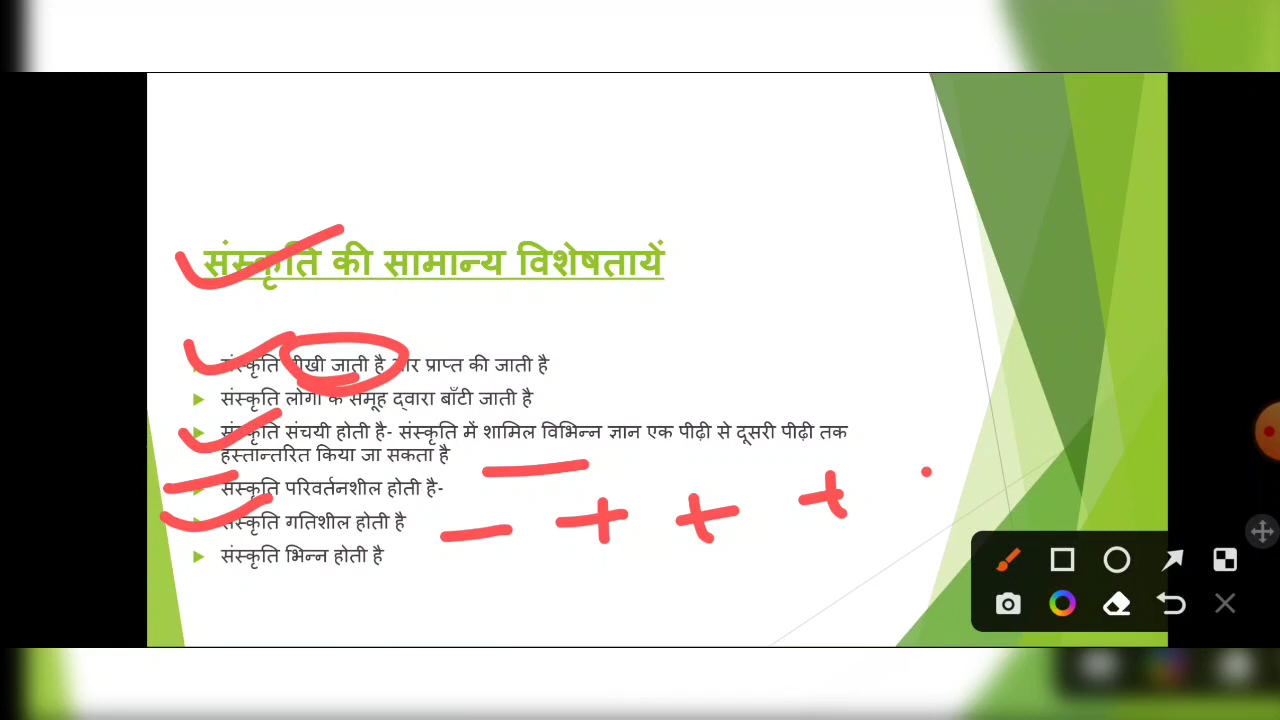 संस्कृति की सामान्य विशेषतायें
संस्कृति सीखी जाती है और प्राप्त की जाती है
संस्कृति लोगों के समूह द्वारा बाँटी जाती है
संस्कृति संचयी होती है- संस्कृति में शामिल विभिन्न ज्ञान एक पीढ़ी से दूसरी पीढ़ी तक
हस्तान्तरित किया जा सकता है
संस्कृति परिवर्तनशील होती है-
संस्कृति गतिशील होती है
संस्कृति भिन्न होती है